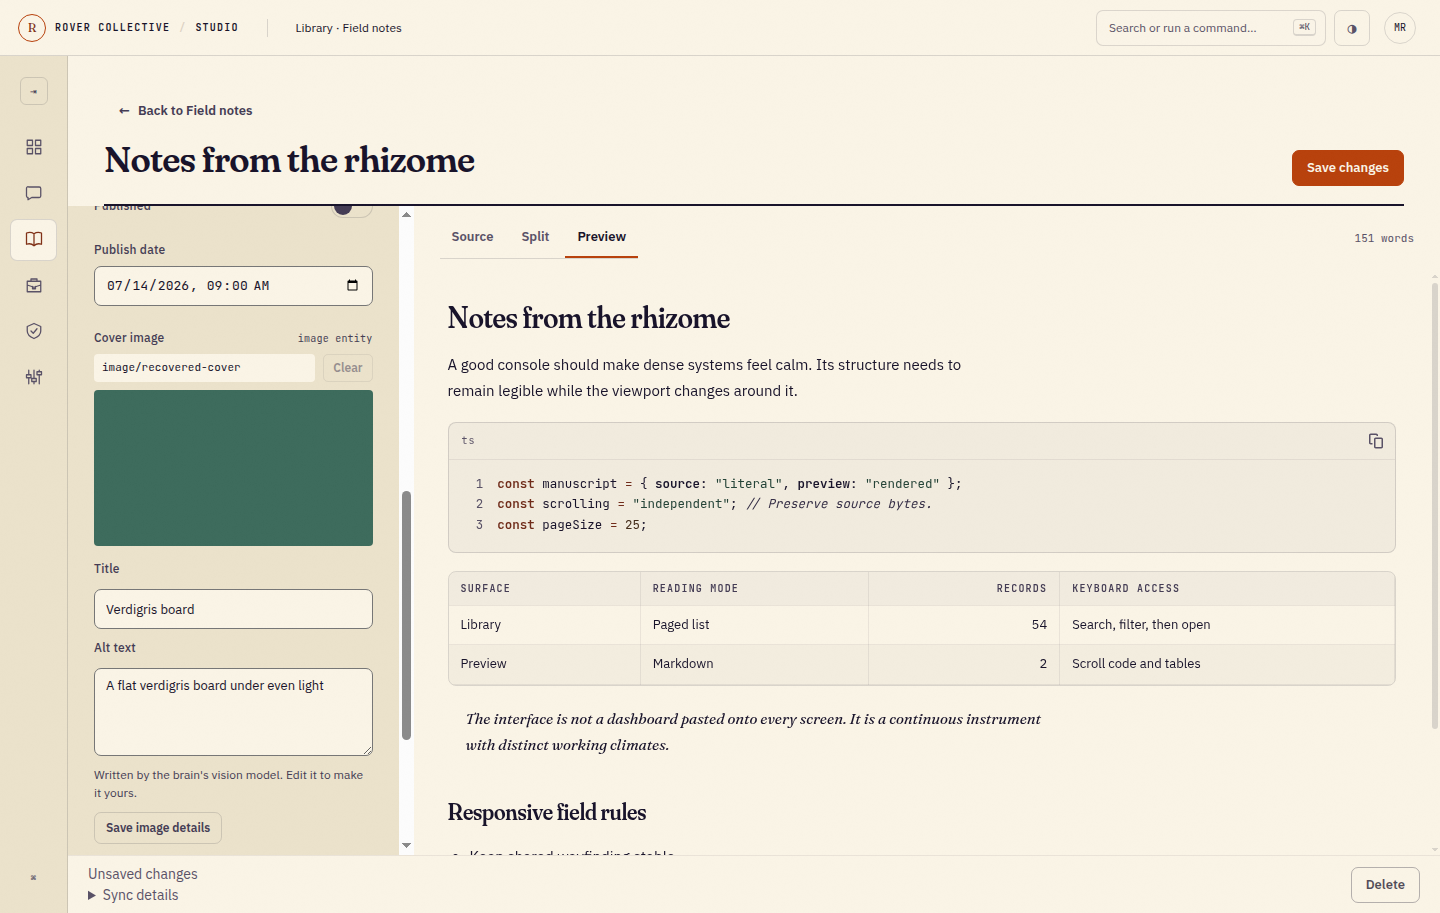 R ROVER COLLECTIVE / STUDIO
Library · Field notes
Search or run a command... ⌘K
MR
← Back to Field notes
Notes from the rhizome
Save changes
Published
Publish date
07/14/2026, 09:00 AM
Cover image image entity
image/recovered-cover Clear
Title
Verdigris board
Alt text
A flat verdigris board under even light
Written by the brain's vision model. Edit it to make
it yours.
Save image details
Source Split Preview
151 words
Notes from the rhizome
A good console should make dense systems feel calm. Its structure needs to
remain legible while the viewport changes around it.
ts
1 const manuscript = { source: "literal", preview: "rendered" };
2 const scrolling = "independent"; // Preserve source bytes.
3 const pageSize = 25;
SURFACE READING MODE RECORDS KEYBOARD ACCESS
Library Paged list 54 Search, filter, then open
Preview Markdown 2 Scroll code and tables
The interface is not a dashboard pasted onto every screen. It is a continuous instrument
with distinct working climates.
Responsive field rules
Keep shared wayfinding stable
⌘
Unsaved changes
▶ Sync details
Delete